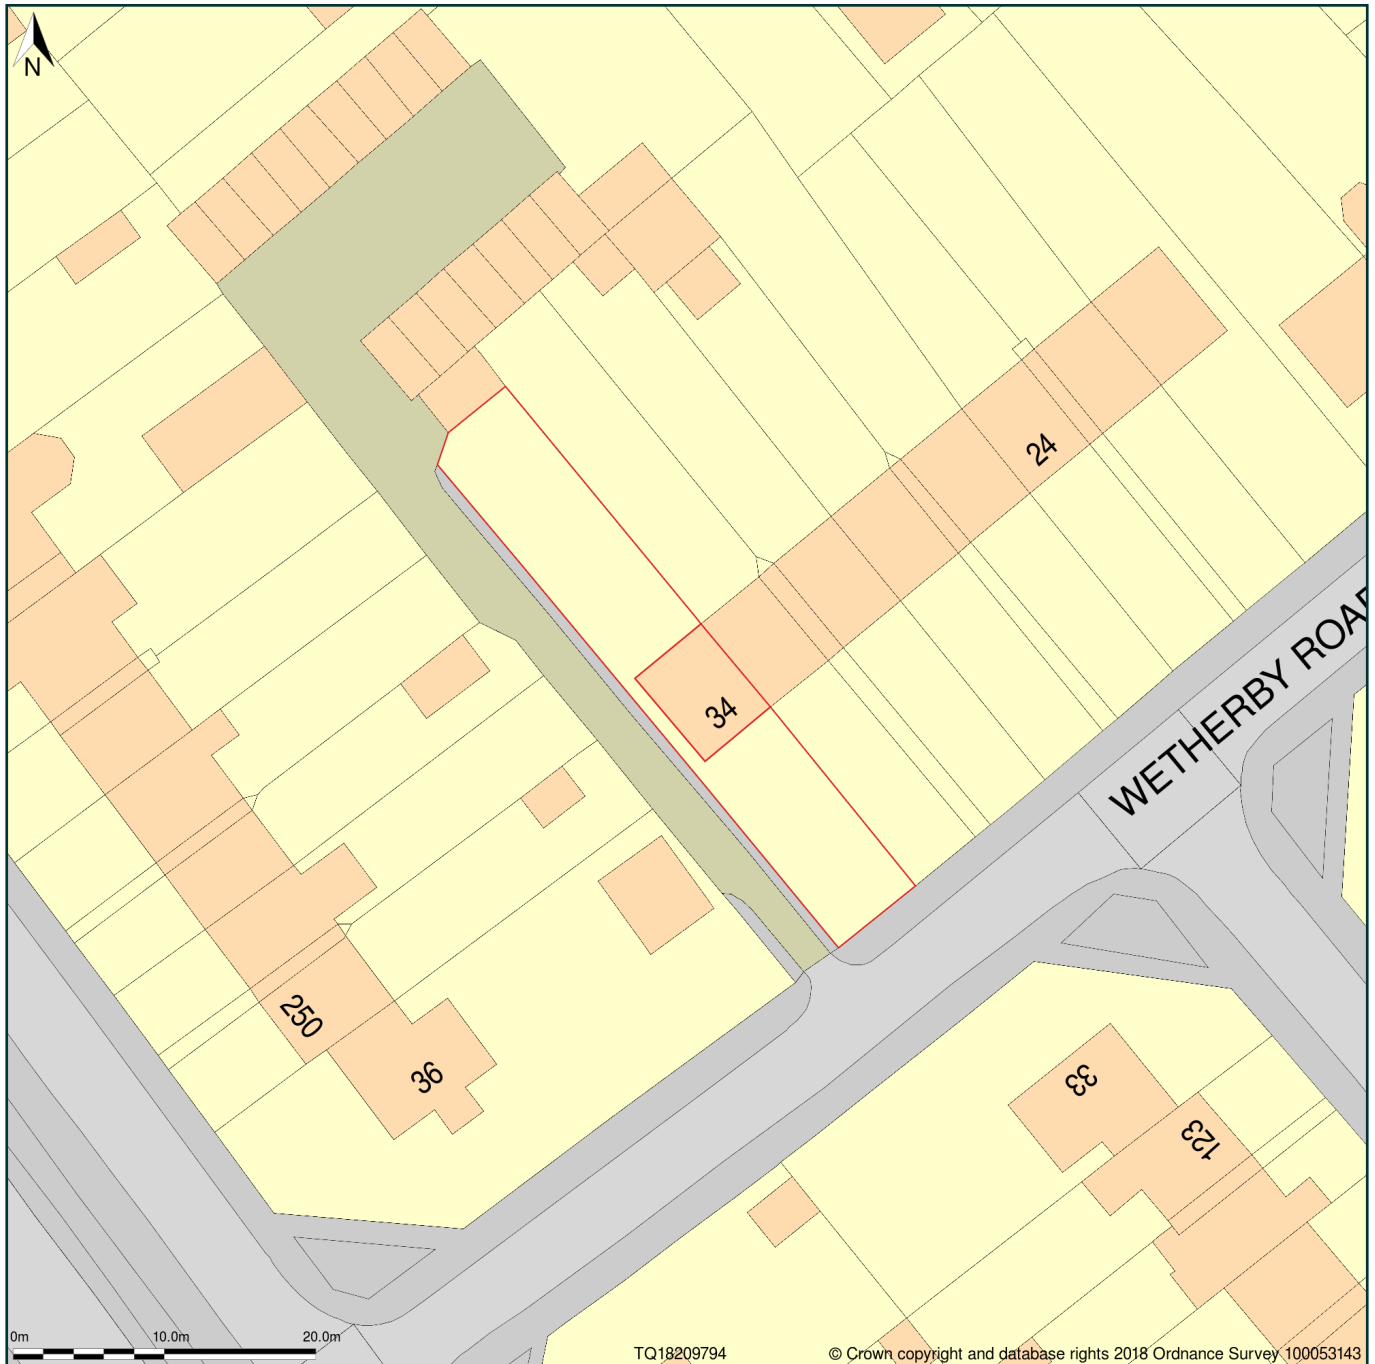 N
24
34
WETHERBY ROAD
250
36
33
123
0m 10.0m 20.0m
TQ18209794
© Crown copyright and database rights 2018 Ordnance Survey 100053143